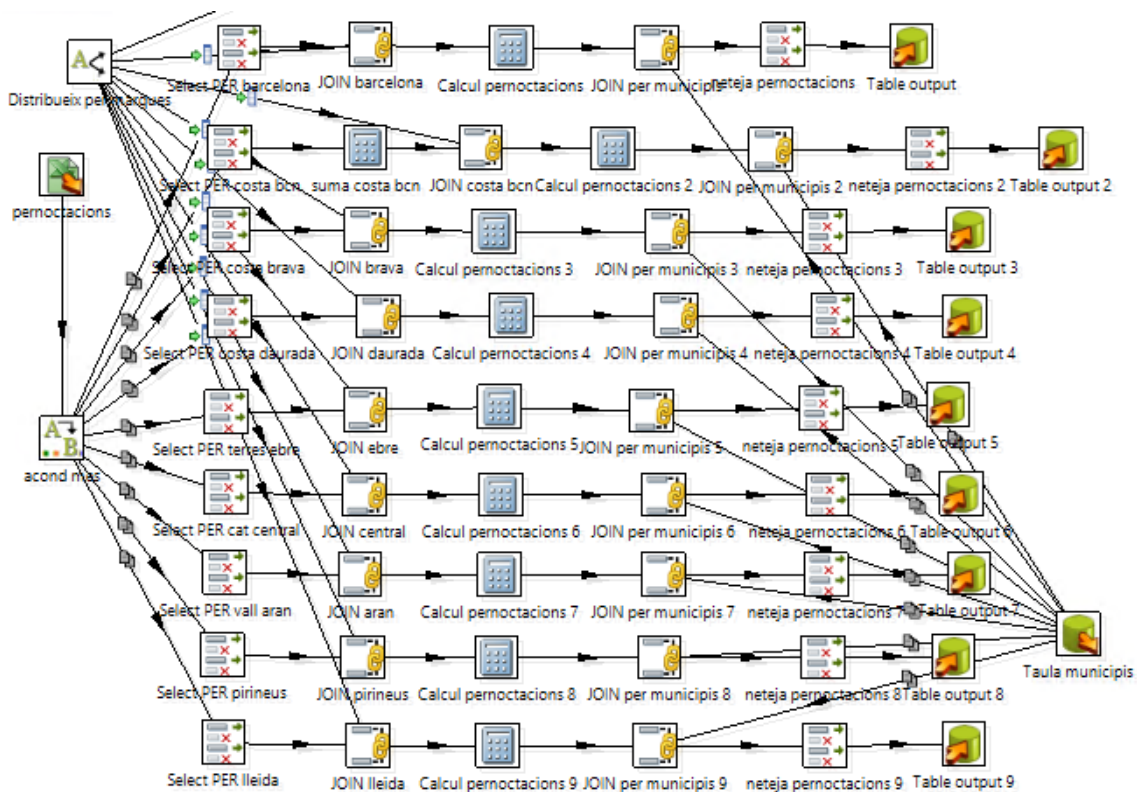 Distribueix per marques
Select PER barcelona
JOIN barcelona
Calcul pernoctacions
JOIN per municipis
neteja pernoctacions
Table output
pernoctacions
Select PER costa bcn
suma costa bcn
JOIN costa bcn
Calcul pernoctacions 2
JOIN per municipis 2
neteja pernoctacions 2
Table output 2
Select PER costa brava
JOIN brava
Calcul pernoctacions 3
JOIN per municipis 3
neteja pernoctacions 3
Table output 3
Select PER costa daurada
JOIN daurada
Calcul pernoctacions 4
JOIN per municipis 4
neteja pernoctacions 4
Table output 4
acond mes
Select PER terres ebre
JOIN ebre
Calcul pernoctacions 5
JOIN per municipis 5
neteja pernoctacions 5
Table output 5
Select PER cat central
JOIN central
Calcul pernoctacions 6
JOIN per municipis 6
neteja pernoctacions 6
Table output 6
Select PER vall aran
JOIN aran
Calcul pernoctacions 7
JOIN per municipis 7
neteja pernoctacions 7
Table output 7
Taula municipis
Select PER pirineus
JOIN pirineus
Calcul pernoctacions 8
JOIN per municipis 8
neteja pernoctacions 8
Table output 8
Select PER lleida
JOIN lleida
Calcul pernoctacions 9
JOIN per municipis 9
neteja pernoctacions 9
Table output 9